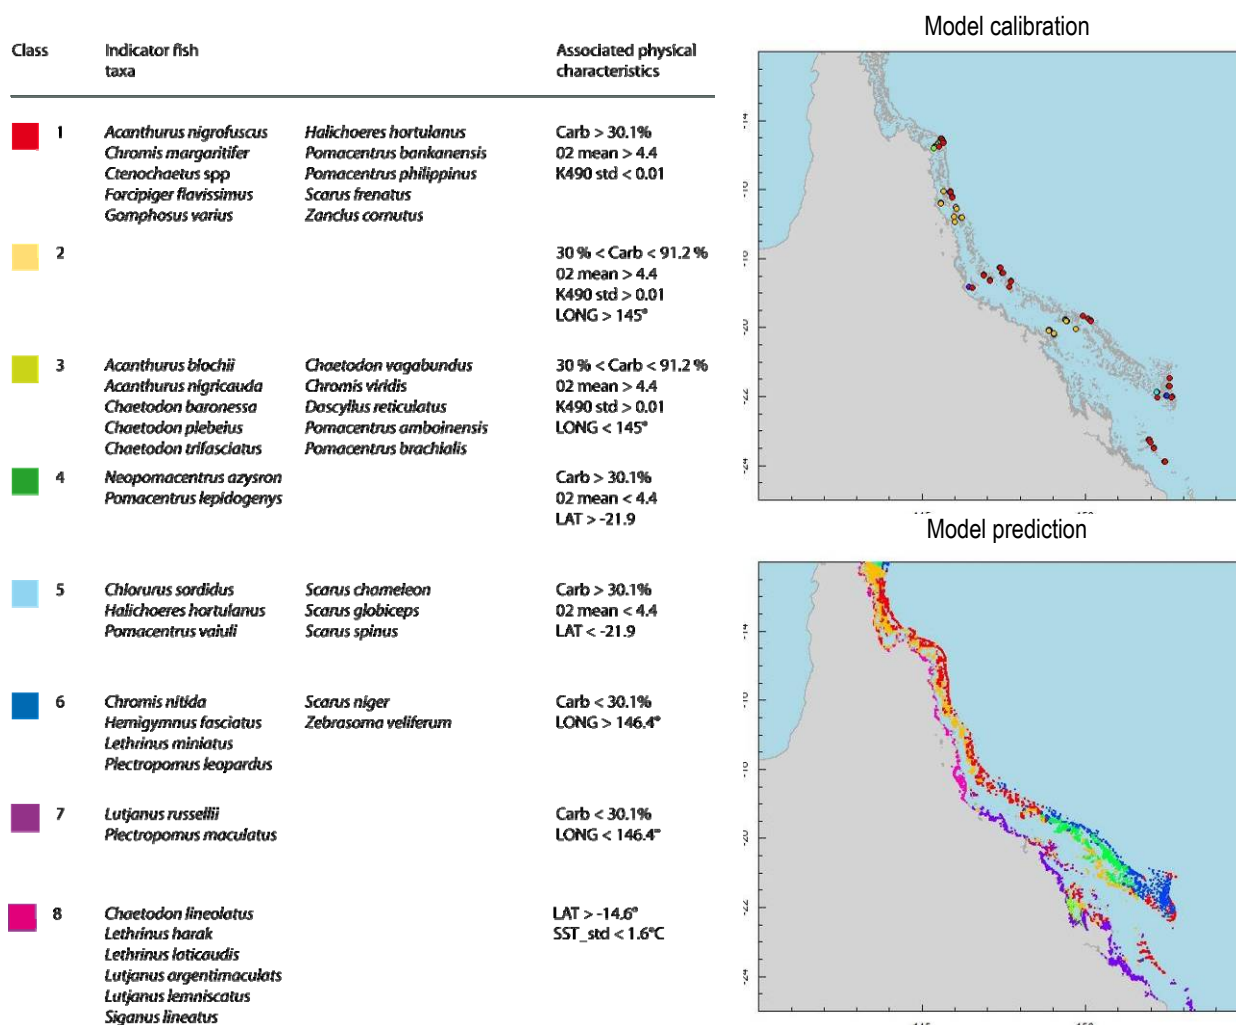 Class Indicator fish taxa Associated physical characteristics
1 Acanthurus nigrofuscus Halichoeres hortulanus Carb > 30.1%
Chromis margaritifer Pomacentrus bankanensis 02 mean > 4.4
Ctenochaetus spp Pomacentrus philippinus K490 std < 0.01
Forcipiger flavissimus Scarus frenatus
Gomphosus varius Zanclus cornutus
2 30 % < Carb < 91.2 %
02 mean > 4.4
K490 std > 0.01
LONG > 145°
3 Acanthurus blochii Chaetodon vagabundus 30 % < Carb < 91.2 %
Acanthurus nigricauda Chromis viridis 02 mean > 4.4
Chaetodon baronessa Dascyllus reticulatus K490 std > 0.01
Chaetodon plebeius Pomacentrus amboinensis LONG < 145°
Chaetodon trifasciatus Pomacentrus brachialis
4 Neopomacentrus azysron Carb > 30.1%
Pomacentrus lepidogenys 02 mean < 4.4
LAT > -21.9
5 Chlorurus sordidus Scarus chameleon Carb > 30.1%
Halichoeres hortulanus Scarus globiceps 02 mean < 4.4
Pomacentrus vaiuli Scarus spinus LAT < -21.9
6 Chromis nitida Scarus niger Carb < 30.1%
Hemigymnus fasciatus Zebrasoma veliferum LONG > 146.4°
Lethrinus miniatus
Plectropomus leopardus
7 Lutjanus russellii Carb < 30.1%
Plectropomus maculatus LONG < 146.4°
8 Chaetodon lineolatus LAT > -14.6°
Lethrinus harak SST_std < 1.6°C
Lethrinus laticaudis
Lutjanus argentimaculats
Lutjanus lemniscatus
Siganus lineatus
Model calibration
-14
-20
-22
-24
Model prediction
-14
-20
-22
-24